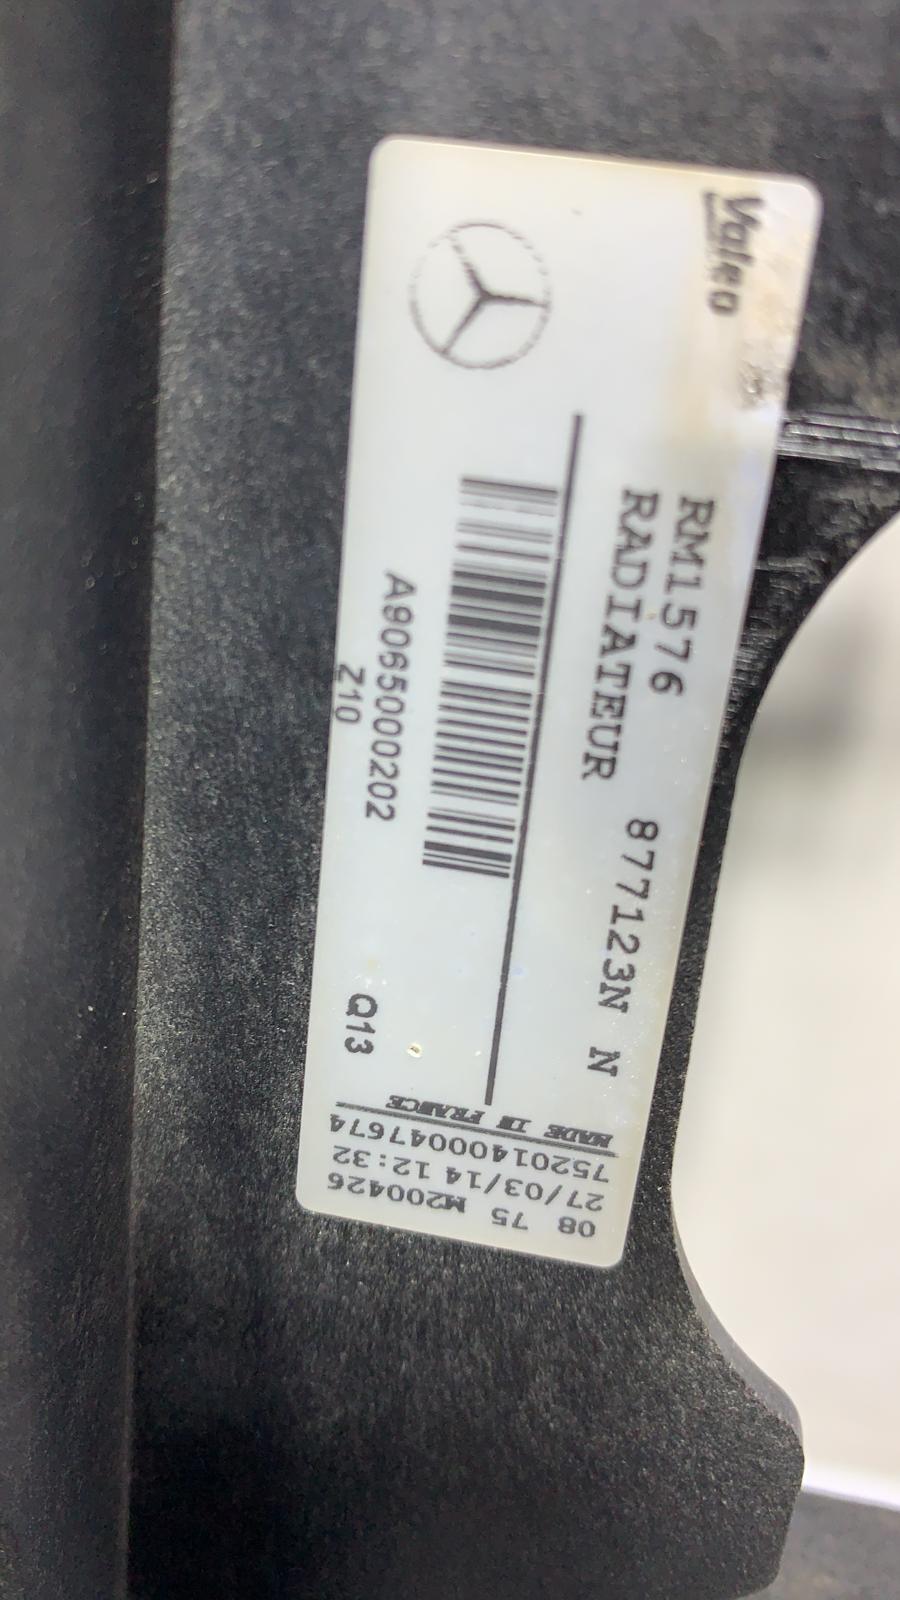 Valeo
RM1576
RADIATEUR 877123N N
A9065000202
Z10
Q13
MADE IN FRANCE
75201400047674
27/03/14 12:32
08 75 M200426